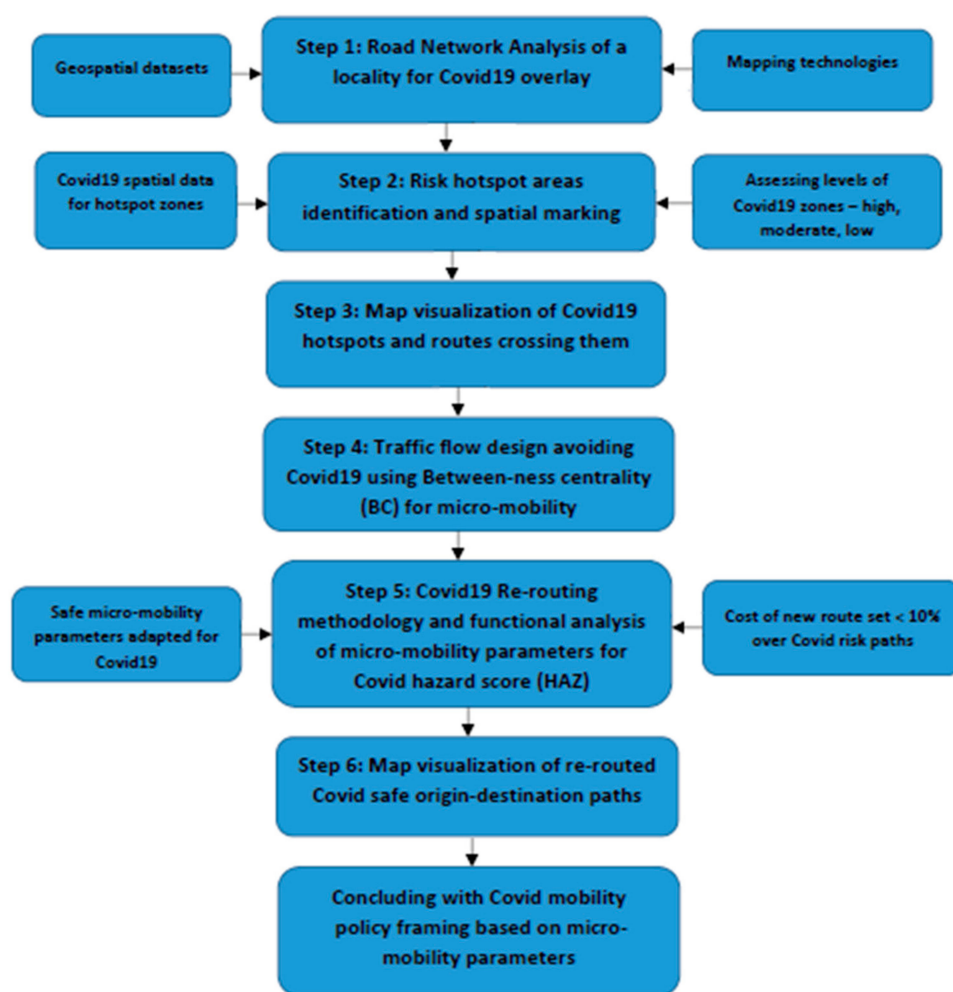 Step 1: Road Network Analysis of a
locality for Covid19 overlay
Geospatial datasets
Mapping technologies
Step 2: Risk hotspot areas
identification and spatial marking
Covid19 spatial data
for hotspot zones
Assessing levels of
Covid19 zones – high,
moderate, low
Step 3: Map visualization of Covid19
hotspots and routes crossing them
Step 4: Traffic flow design avoiding
Covid19 using Between-ness centrality
(BC) for micro-mobility
Step 5: Covid19 Re-routing
methodology and functional analysis
of micro-mobility parameters for
Covid hazard score (HAZ)
Safe micro-mobility
parameters adapted for
Covid19
Cost of new route set < 10%
over Covid risk paths
Step 6: Map visualization of re-routed
Covid safe origin-destination paths
Concluding with Covid mobility
policy framing based on micro-
mobility parameters